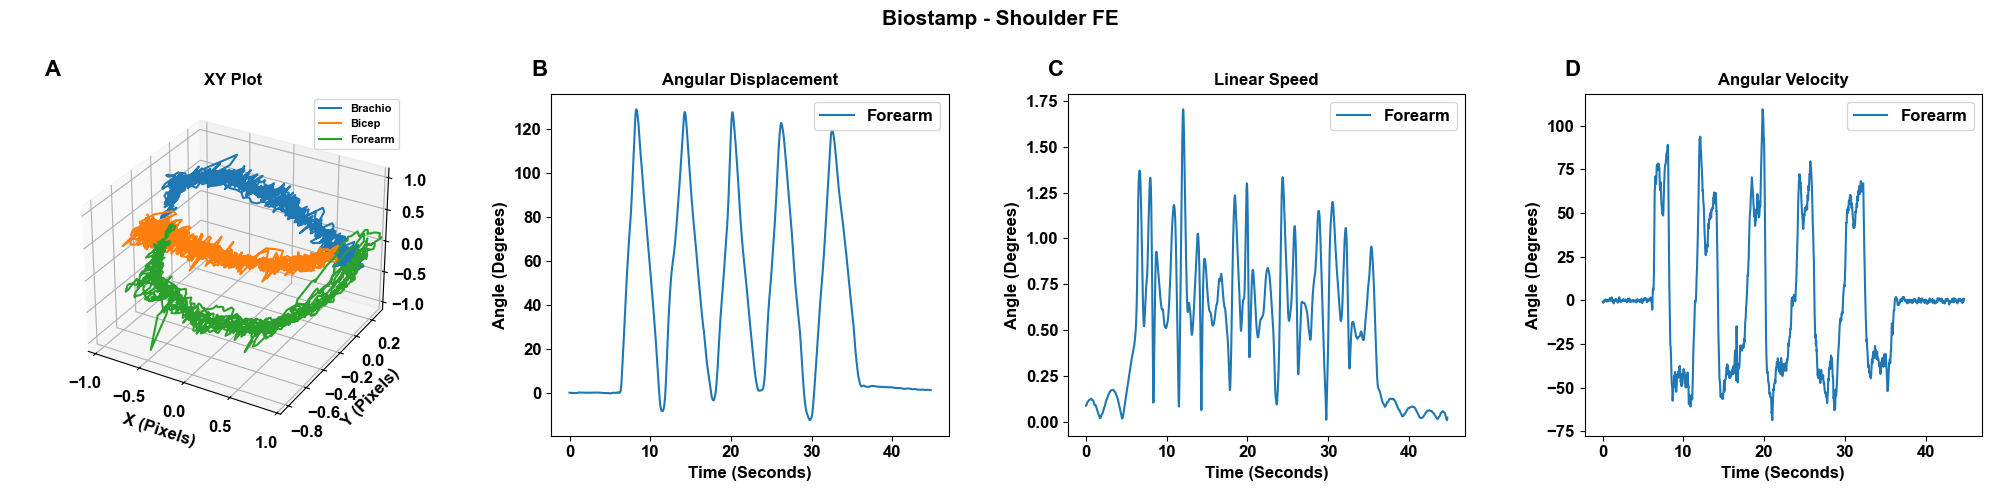 Biostamp - Shoulder FE
A
XY Plot
Brachio
Bicep
Forearm
1.0
0.5
0.0
−0.5
−1.0
0.2
0.0
−0.2
−0.4
−0.6
−0.8
Y (Pixels)
−1.0
−0.5
0.0
0.5
1.0
X (Pixels)
B
Angular Displacement
Forearm
120
100
80
60
40
20
0
Angle (Degrees)
0 10 20 30 40
Time (Seconds)
C
Linear Speed
Forearm
1.75
1.50
1.25
1.00
0.75
0.50
0.25
0.00
Angle (Degrees)
0 10 20 30 40
Time (Seconds)
D
Angular Velocity
Forearm
100
75
50
25
0
−25
−50
−75
Angle (Degrees)
0 10 20 30 40
Time (Seconds)